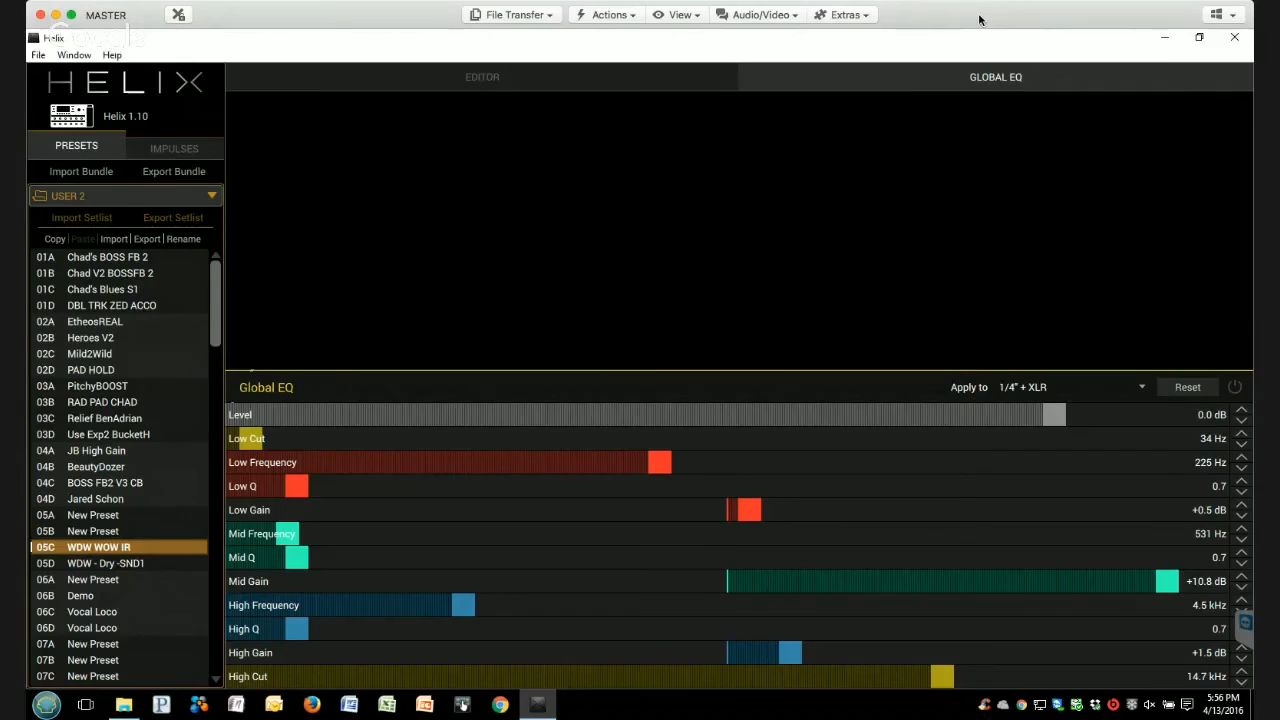 MASTER
File Transfer
Actions
View
Audio/Video
Extras
Helix
File Window Help
HELIX
Helix 1.10
EDITOR
GLOBAL EQ
PRESETS
IMPULSES
Import Bundle
Export Bundle
USER 2
Import Setlist
Export Setlist
Copy | Paste | Import | Export | Rename
01A Chad's BOSS FB 2
01B Chad V2 BOSSFB 2
01C Chad's Blues S1
01D DBL TRK ZED ACCO
02A EtheosREAL
02B Heroes V2
02C Mild2Wild
02D PAD HOLD
03A PitchyBOOST
03B RAD PAD CHAD
03C Relief BenAdrian
03D Use Exp2 BucketH
04A JB High Gain
04B BeautyDozer
04C BOSS FB2 V3 CB
04D Jared Schon
05A New Preset
05B New Preset
05C WDW WOW IR
05D WDW - Dry -SND1
06A New Preset
06B Demo
06C Vocal Loco
06D Vocal Loco
07A New Preset
07B New Preset
07C New Preset
Global EQ
Apply to 1/4" + XLR
Reset
Level 0.0 dB
Low Cut 34 Hz
Low Frequency 225 Hz
Low Q 0.7
Low Gain +0.5 dB
Mid Frequency 531 Hz
Mid Q 0.7
Mid Gain +10.8 dB
High Frequency 4.5 kHz
High Q 0.7
High Gain +1.5 dB
High Cut 14.7 kHz
5:56 PM
4/13/2016